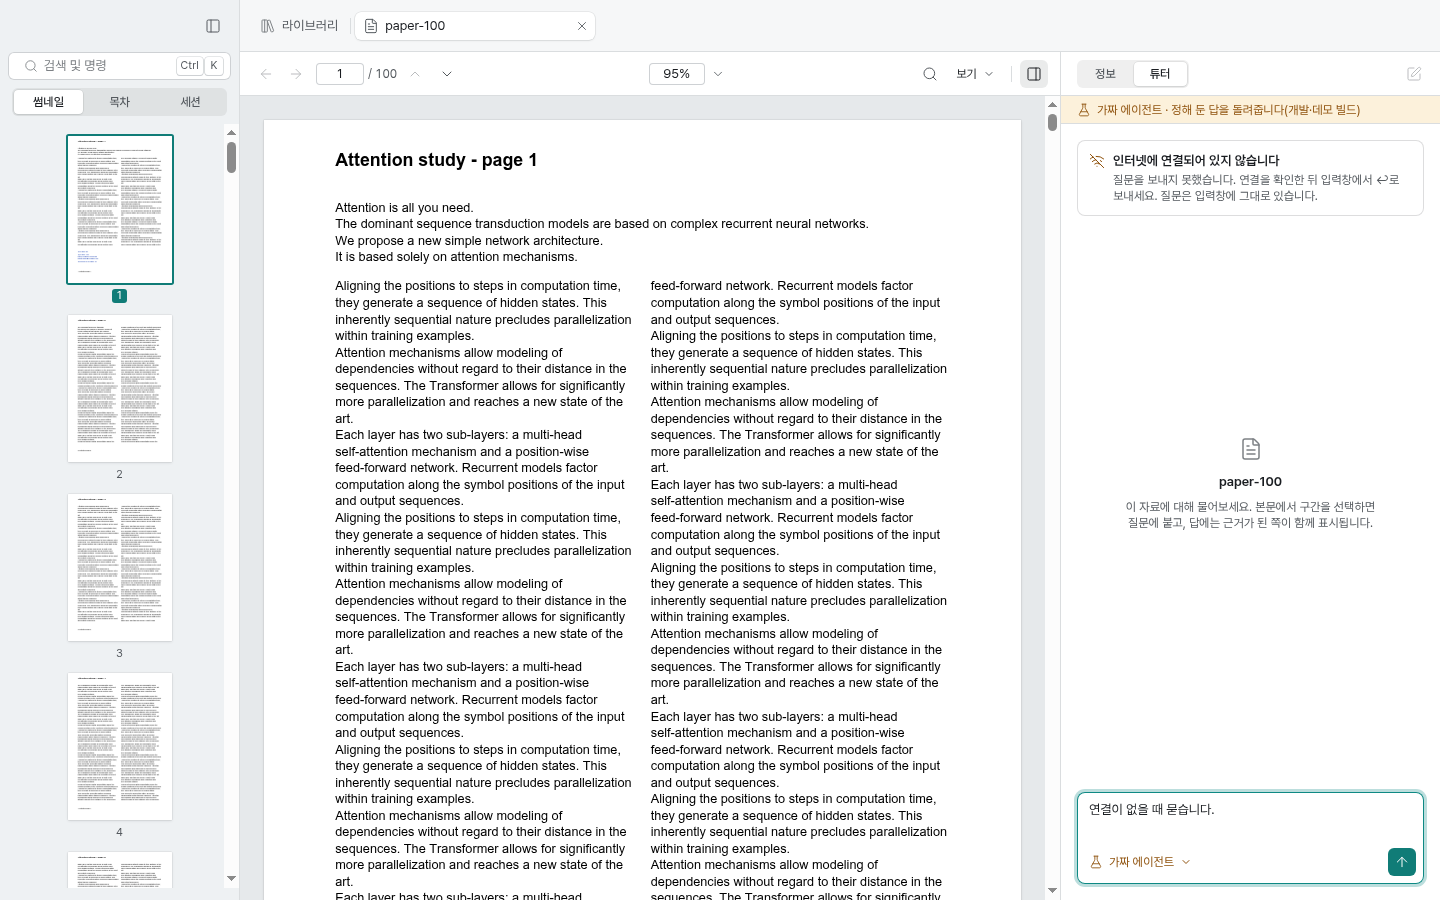 라이브러리
paper-100
검색 및 명령
Ctrl
K
썸네일
목차
세션
1
2
3
4
1
/ 100
95%
보기
Attention study - page 1
Attention is all you need.
The dominant sequence transduction models are based on complex recurrent neural networks.
We propose a new simple network architecture.
It is based solely on attention mechanisms.
Aligning the positions to steps in computation time,
they generate a sequence of hidden states. This
inherently sequential nature precludes parallelization
within training examples.
Attention mechanisms allow modeling of
dependencies without regard to their distance in the
sequences. The Transformer allows for significantly
more parallelization and reaches a new state of the
art.
Each layer has two sub-layers: a multi-head
self-attention mechanism and a position-wise
feed-forward network. Recurrent models factor
computation along the symbol positions of the input
and output sequences.
Aligning the positions to steps in computation time,
they generate a sequence of hidden states. This
inherently sequential nature precludes parallelization
within training examples.
Attention mechanisms allow modeling of
dependencies without regard to their distance in the
sequences. The Transformer allows for significantly
more parallelization and reaches a new state of the
art.
Each layer has two sub-layers: a multi-head
self-attention mechanism and a position-wise
feed-forward network. Recurrent models factor
computation along the symbol positions of the input
and output sequences.
Aligning the positions to steps in computation time,
they generate a sequence of hidden states. This
inherently sequential nature precludes parallelization
within training examples.
Attention mechanisms allow modeling of
dependencies without regard to their distance in the
sequences. The Transformer allows for significantly
more parallelization and reaches a new state of the
art.
Each layer has two sub-layers: a multi-head
feed-forward network. Recurrent models factor
computation along the symbol positions of the input
and output sequences.
Aligning the positions to steps in computation time,
they generate a sequence of hidden states. This
inherently sequential nature precludes parallelization
within training examples.
Attention mechanisms allow modeling of
dependencies without regard to their distance in the
sequences. The Transformer allows for significantly
more parallelization and reaches a new state of the
art.
Each layer has two sub-layers: a multi-head
self-attention mechanism and a position-wise
feed-forward network. Recurrent models factor
computation along the symbol positions of the input
and output sequences.
Aligning the positions to steps in computation time,
they generate a sequence of hidden states. This
inherently sequential nature precludes parallelization
within training examples.
Attention mechanisms allow modeling of
dependencies without regard to their distance in the
sequences. The Transformer allows for significantly
more parallelization and reaches a new state of the
art.
Each layer has two sub-layers: a multi-head
self-attention mechanism and a position-wise
feed-forward network. Recurrent models factor
computation along the symbol positions of the input
and output sequences.
Aligning the positions to steps in computation time,
they generate a sequence of hidden states. This
inherently sequential nature precludes parallelization
within training examples.
Attention mechanisms allow modeling of
dependencies without regard to their distance in the
sequences. The Transformer allows for significantly
정보
튜터
가짜 에이전트 · 정해 둔 답을 돌려줍니다(개발·데모 빌드)
인터넷에 연결되어 있지 않습니다
질문을 보내지 못했습니다. 연결을 확인한 뒤 입력창에서 ↩로
보내세요. 질문은 입력창에 그대로 있습니다.
paper-100
이 자료에 대해 물어보세요. 본문에서 구간을 선택하면
질문에 붙고, 답에는 근거가 된 쪽이 함께 표시됩니다.
연결이 없을 때 묻습니다.
가짜 에이전트